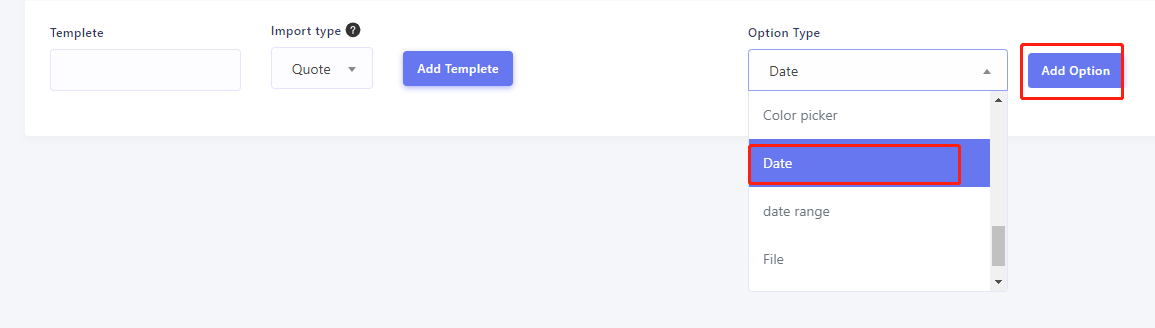 Templete
Import type ?
Quote
Add Templete
Option Type
Date
Add Option
Color picker
Date
date range
File